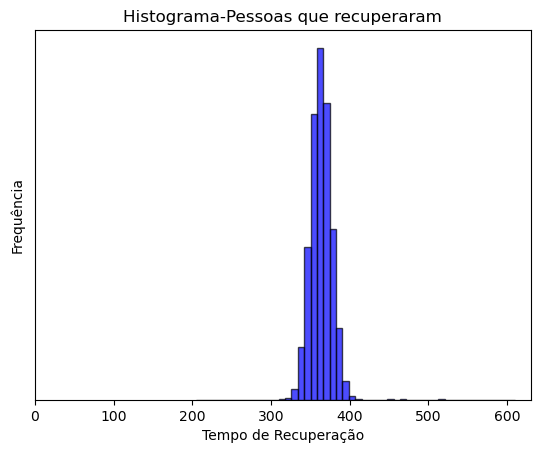 Histograma-Pessoas que recuperaram
Frequência
0 100 200 300 400 500 600
Tempo de Recuperação